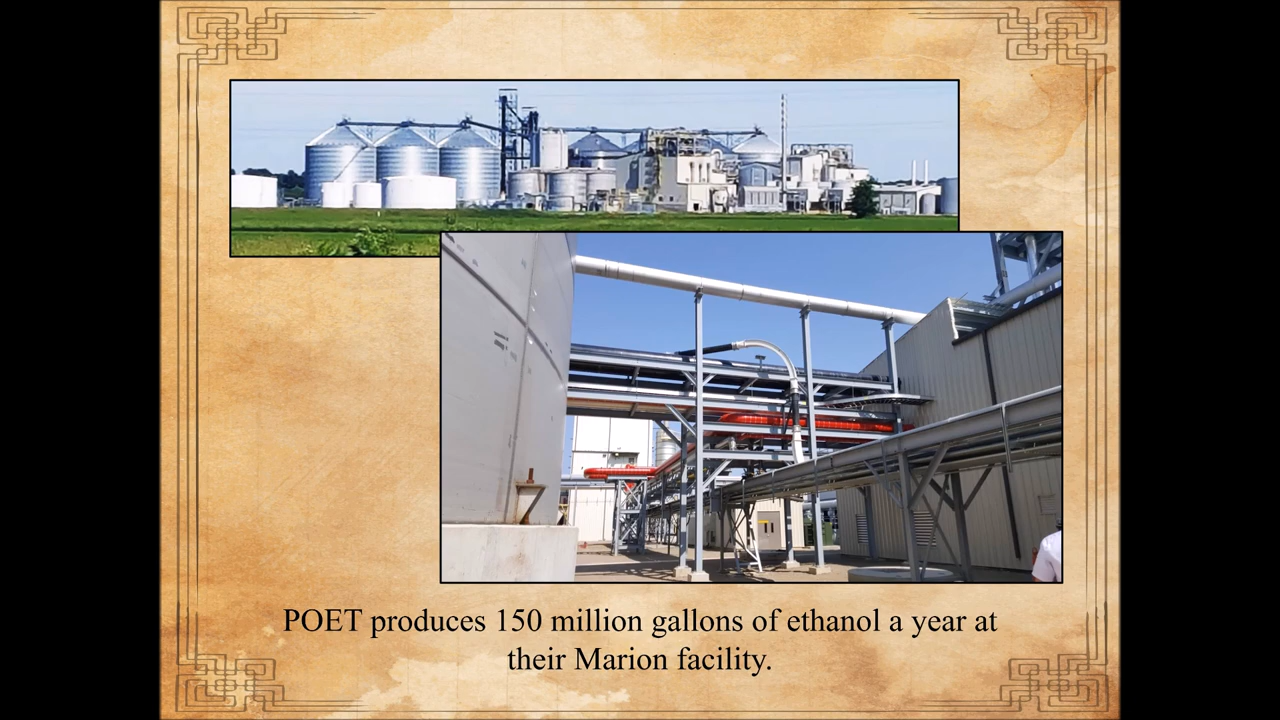 POET produces 150 million gallons of ethanol a year at
their Marion facility.